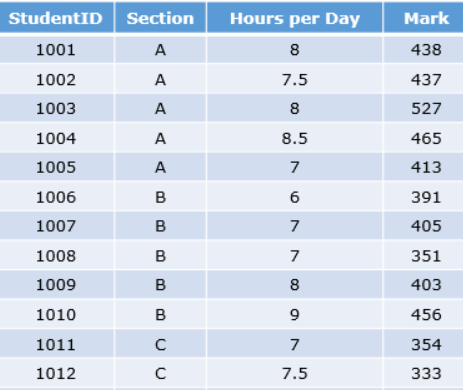 StudentID Section Hours per Day Mark
1001 A 8 438
1002 A 7.5 437
1003 A 8 527
1004 A 8.5 465
1005 A 7 413
1006 B 6 391
1007 B 7 405
1008 B 7 351
1009 B 8 403
1010 B 9 456
1011 C 7 354
1012 C 7.5 333